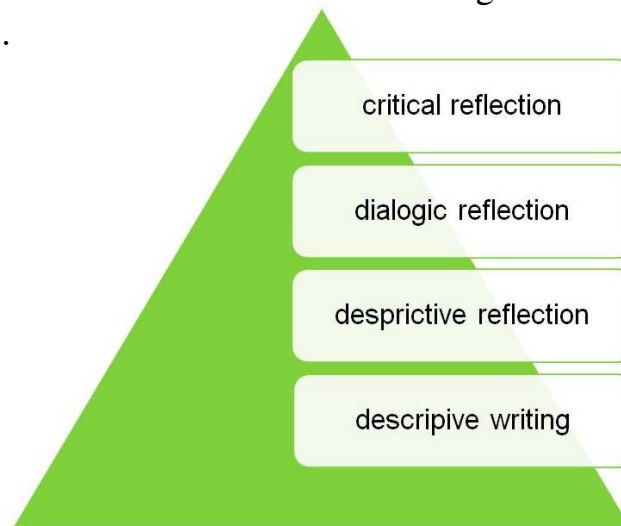 .
critical reflection
dialogic reflection
desprictive reflection
descripive writing